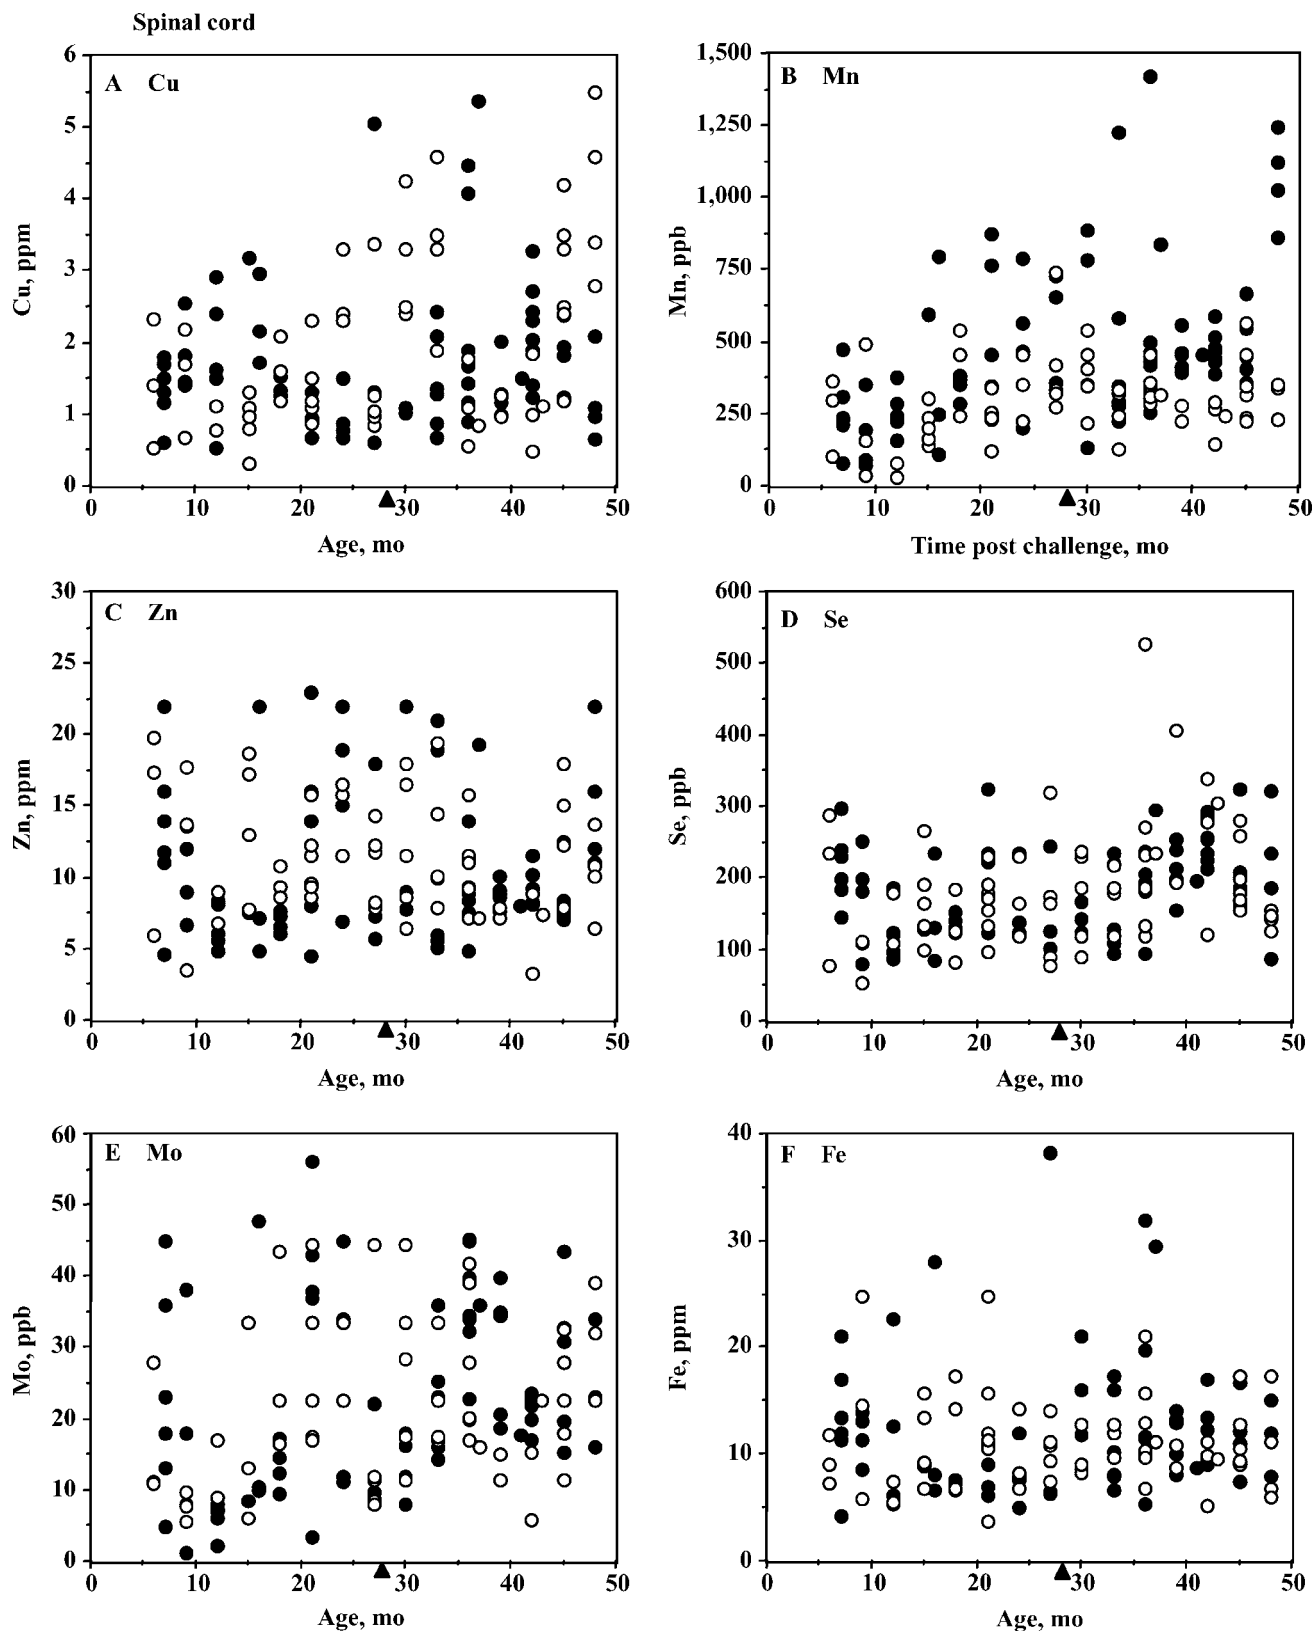 Spinal cord
A Cu
6
5
4
3
2
1
0
Cu, ppm
0 10 20 30 40 50
Age, mo
B Mn
1,500
1,250
1,000
750
500
250
0
Mn, ppb
0 10 20 30 40 50
Time post challenge, mo
C Zn
30
25
20
15
10
5
0
Zn, ppm
0 10 20 30 40 50
Age, mo
D Se
600
500
400
300
200
100
0
Se, ppb
0 10 20 30 40 50
Age, mo
E Mo
60
50
40
30
20
10
0
Mo, ppb
0 10 20 30 40 50
Age, mo
F Fe
40
30
20
10
0
Fe, ppm
0 10 20 30 40 50
Age, mo